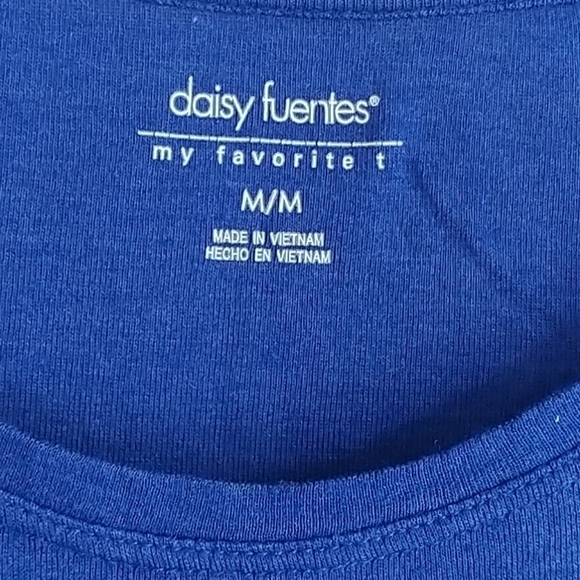 daisy fuentes®
my favorite t
M/M
MADE IN VIETNAM
HECHO EN VIETNAM